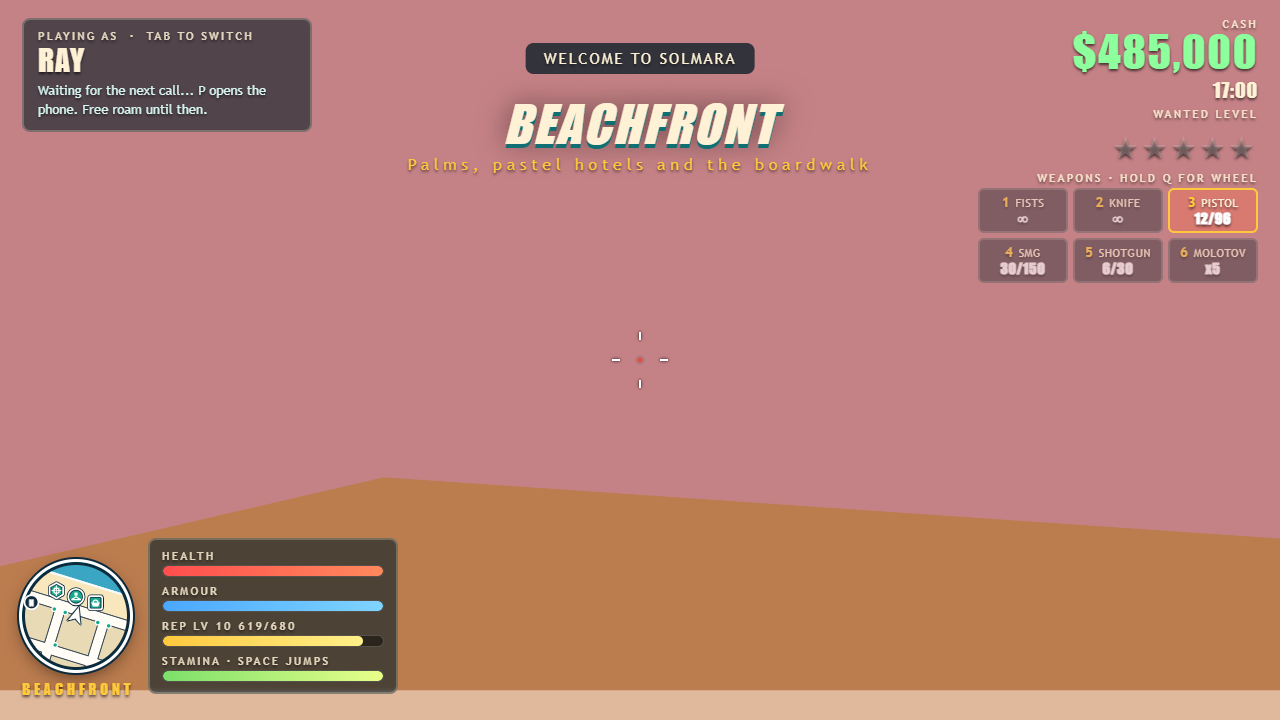 PLAYING AS · TAB TO SWITCH
RAY
Waiting for the next call... P opens the
phone. Free roam until then.
WELCOME TO SOLMARA
BEACHFRONT
Palms, pastel hotels and the boardwalk
CASH
$485,000
17:00
WANTED LEVEL
WEAPONS · HOLD Q FOR WHEEL
1 FISTS
∞
2 KNIFE
∞
3 PISTOL
12/96
4 SMG
30/150
5 SHOTGUN
6/30
6 MOLOTOV
x5
HEALTH
ARMOUR
REP LV 10 619/680
STAMINA · SPACE JUMPS
BEACHFRONT